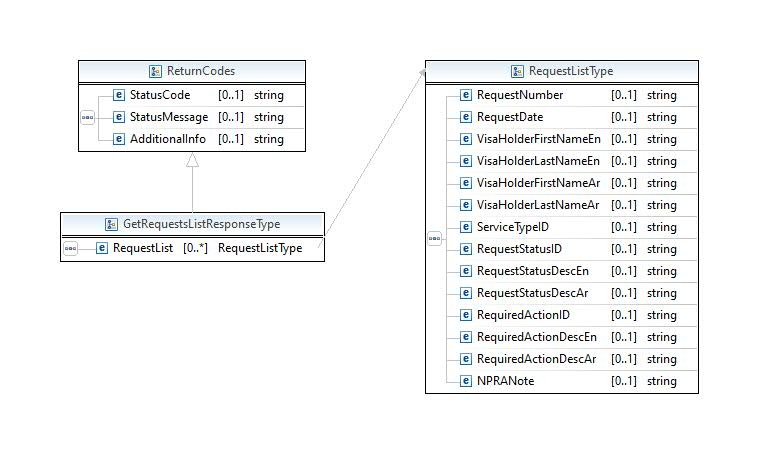 ReturnCodes
e StatusCode [0..1] string
e StatusMessage [0..1] string
e AdditionalInfo [0..1] string
GetRequestsListResponseType
e RequestList [0..*] RequestListType
RequestListType
e RequestNumber [0..1] string
e RequestDate [0..1] string
e VisaHolderFirstNameEn [0..1] string
e VisaHolderLastNameEn [0..1] string
e VisaHolderFirstNameAr [0..1] string
e VisaHolderLastNameAr [0..1] string
e ServiceTypeID [0..1] string
e RequestStatusID [0..1] string
e RequestStatusDescEn [0..1] string
e RequestStatusDescAr [0..1] string
e RequiredActionID [0..1] string
e RequiredActionDescEn [0..1] string
e RequiredActionDescAr [0..1] string
e NPRANote [0..1] string